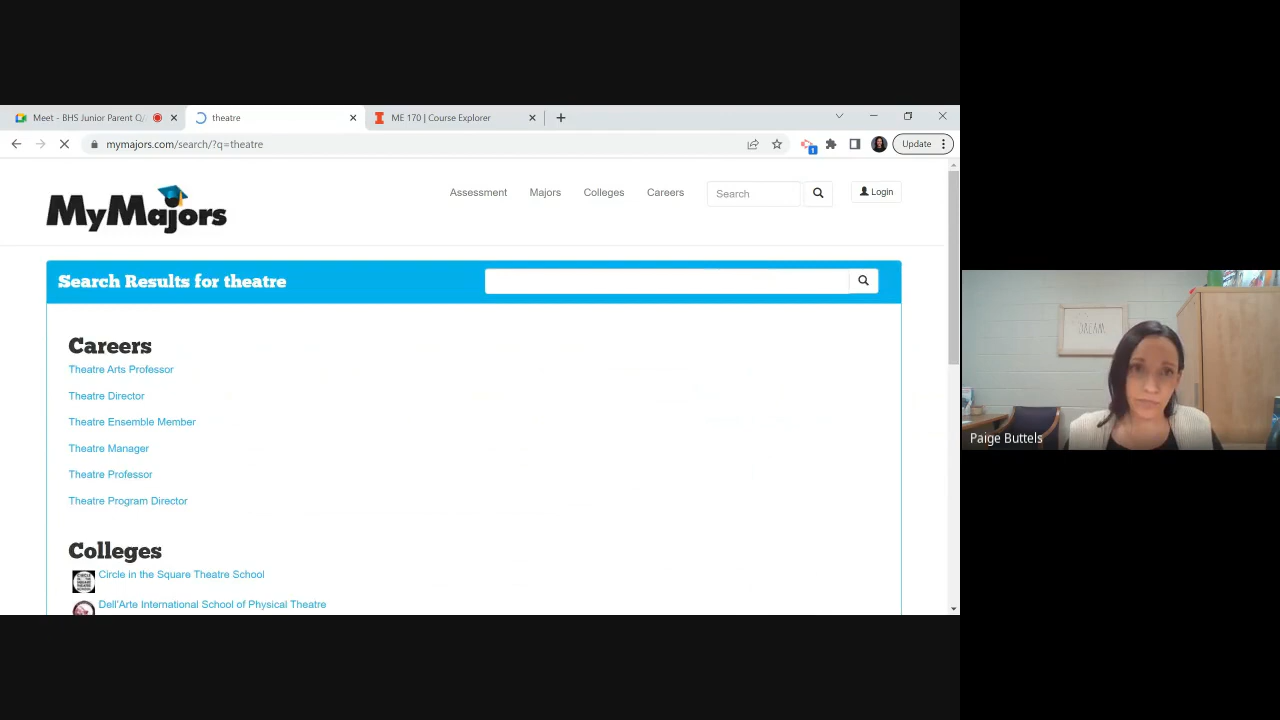 Meet - BHS Junior Parent Q/
theatre
ME 170 | Course Explorer
mymajors.com/search/?q=theatre
1
Update
MyMajors
Assessment
Majors
Colleges
Careers
Search
Login
Search Results for theatre
Careers
Theatre Arts Professor
Theatre Director
Theatre Ensemble Member
Theatre Manager
Theatre Professor
Theatre Program Director
Colleges
Circle in the Square Theatre School
Dell'Arte International School of Physical Theatre
DREAM
Paige Buttels